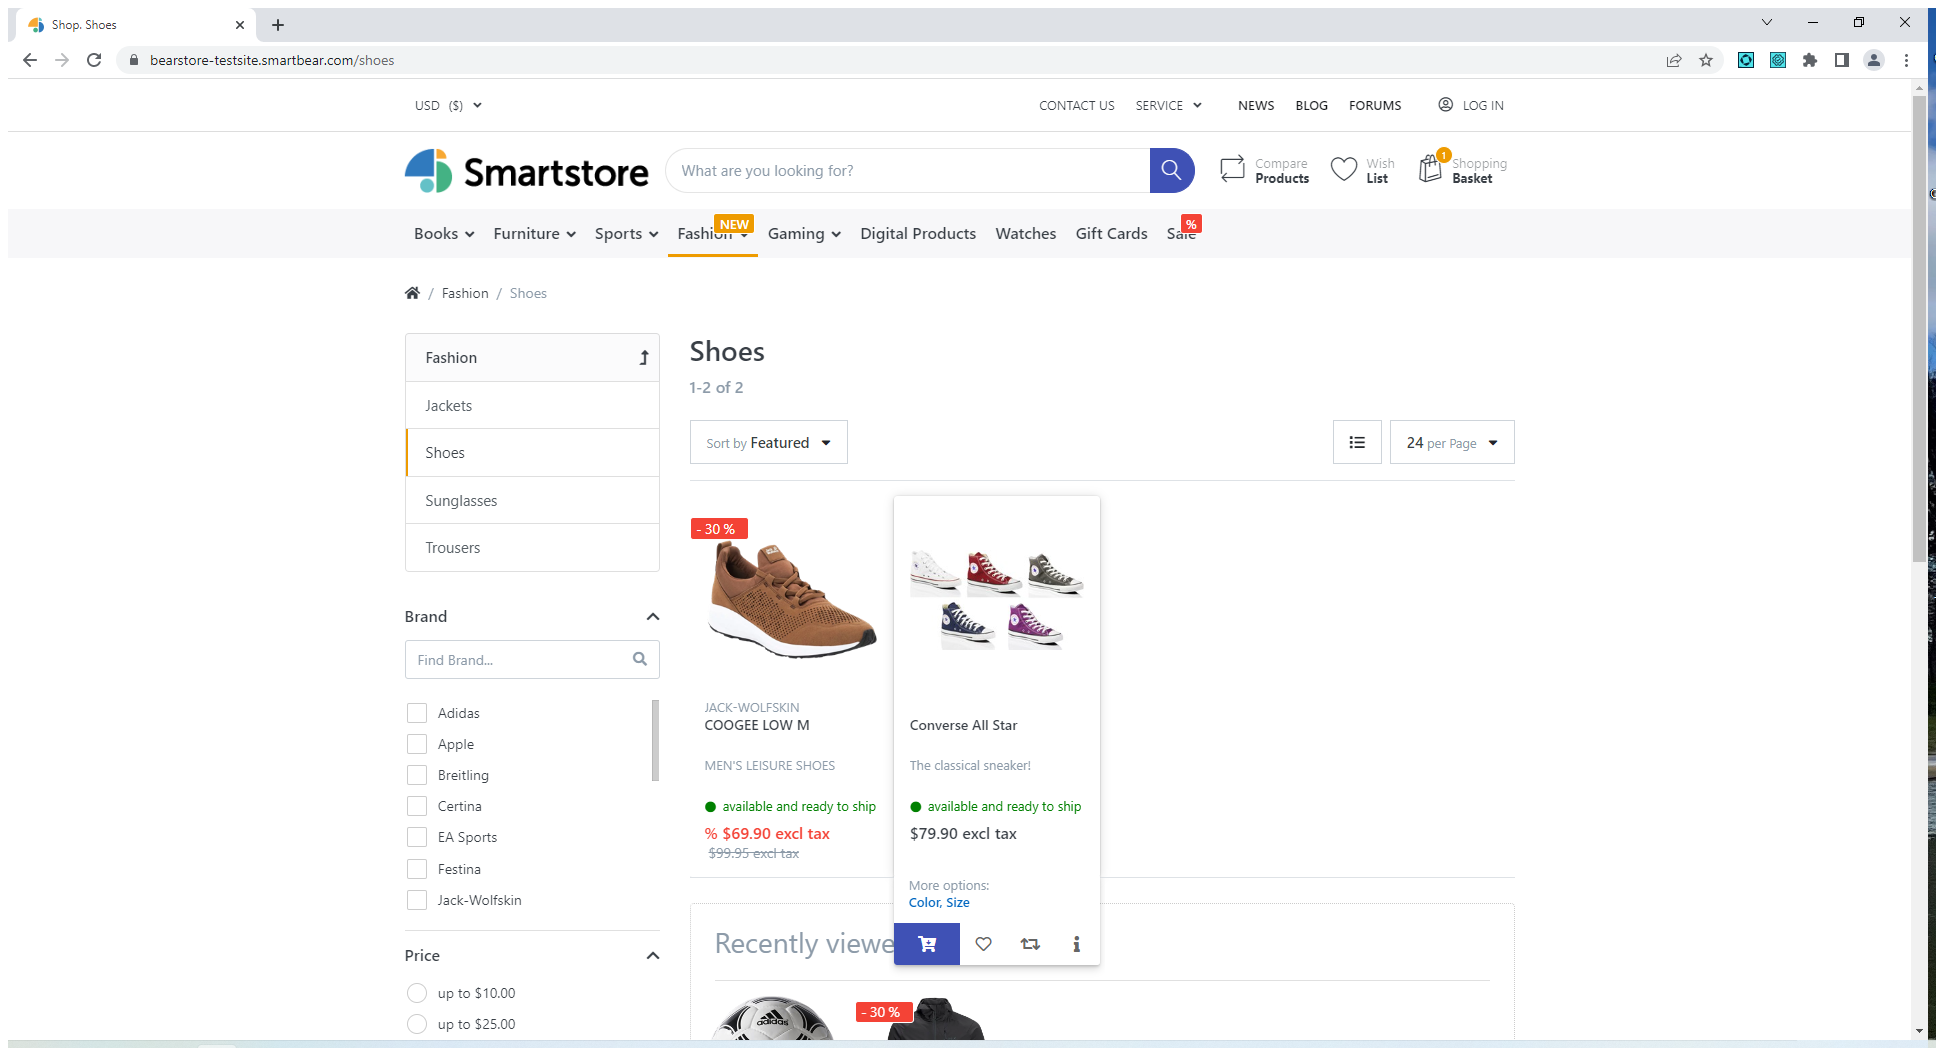 Shop. Shoes
bearstore-testsite.smartbear.com/shoes
USD ($)
CONTACT US SERVICE NEWS BLOG FORUMS LOG IN
Smartstore
What are you looking for?
Compare
Products
Wish
List
1
Shopping
Basket
Books Furniture Sports Fashion NEW Gaming Digital Products Watches Gift Cards Sale %
/ Fashion / Shoes
Fashion
Jackets
Shoes
Sunglasses
Trousers
Brand
Find Brand...
Adidas
Apple
Breitling
Certina
EA Sports
Festina
Jack-Wolfskin
Price
up to $10.00
up to $25.00
Shoes
1-2 of 2
Sort by Featured
24 per Page
- 30 %
JACK-WOLFSKIN
COOGEE LOW M
MEN'S LEISURE SHOES
available and ready to ship
% $69.90 excl tax
$99.95 excl tax
Converse All Star
The classical sneaker!
available and ready to ship
$79.90 excl tax
More options:
Color, Size
Recently viewe
adidas
- 30 %